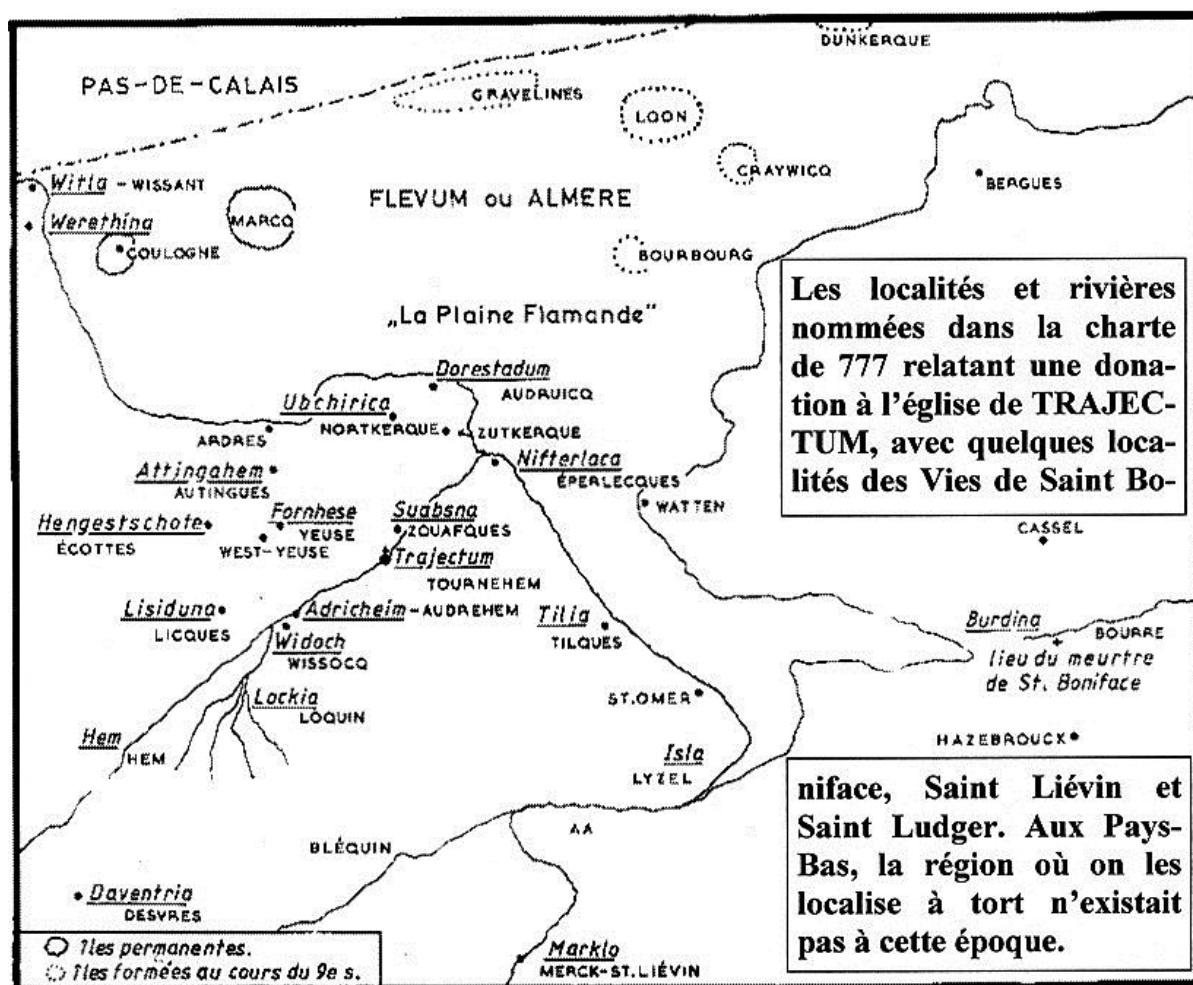 DUNKERQUE
PAS-DE-CALAIS
GRAVELINES
LOON
GRAYWICQ
BERGUES
Witla - WISSANT
FLEVUM ou ALMERE
Werethina
MARCQ
COULOGNE
BOURBOURG
„La Plaine Flamande"
Les localités et rivières
nommées dans la charte
de 777 relatant une dona-
tion à l'église de TRAJEC-
TUM, avec quelques loca-
lités des Vies de Saint Bo-
Dorestadum
AUDRUICQ
Ubchirica
NORTKERQUE
ZUTKERQUE
ARDRES
Nifterlaca
ÉPERLECQUES
Attingahem
AUTINGUES
WATTEN
Fornhese
YEUSE
Suabsna
ZOUAFQUES
Hengestschote
ÉCOTTES
WEST-YEUSE
CASSEL
Trajectum
TOURNEHEM
Lisiduna
LICQUES
Adricheim - AUDREHEM
Tilia
TILQUES
Widoch
WISSOCQ
Burdina
BOURRE
lieu du meurtre
de St. Boniface
Lockia
LOQUIN
ST. OMER
Hem
HEM
HAZEBROUCK
Isla
LYZEL
AA
BLÉQUIN
niface, Saint Liévin et
Saint Ludger. Aux Pays-
Bas, la région où on les
localise à tort n'existait
pas à cette époque.
Daventria
DESVRES
Marklo
MERCK-ST.LIÉVIN
Iles permanentes.
Iles formées au cours du 9e s.